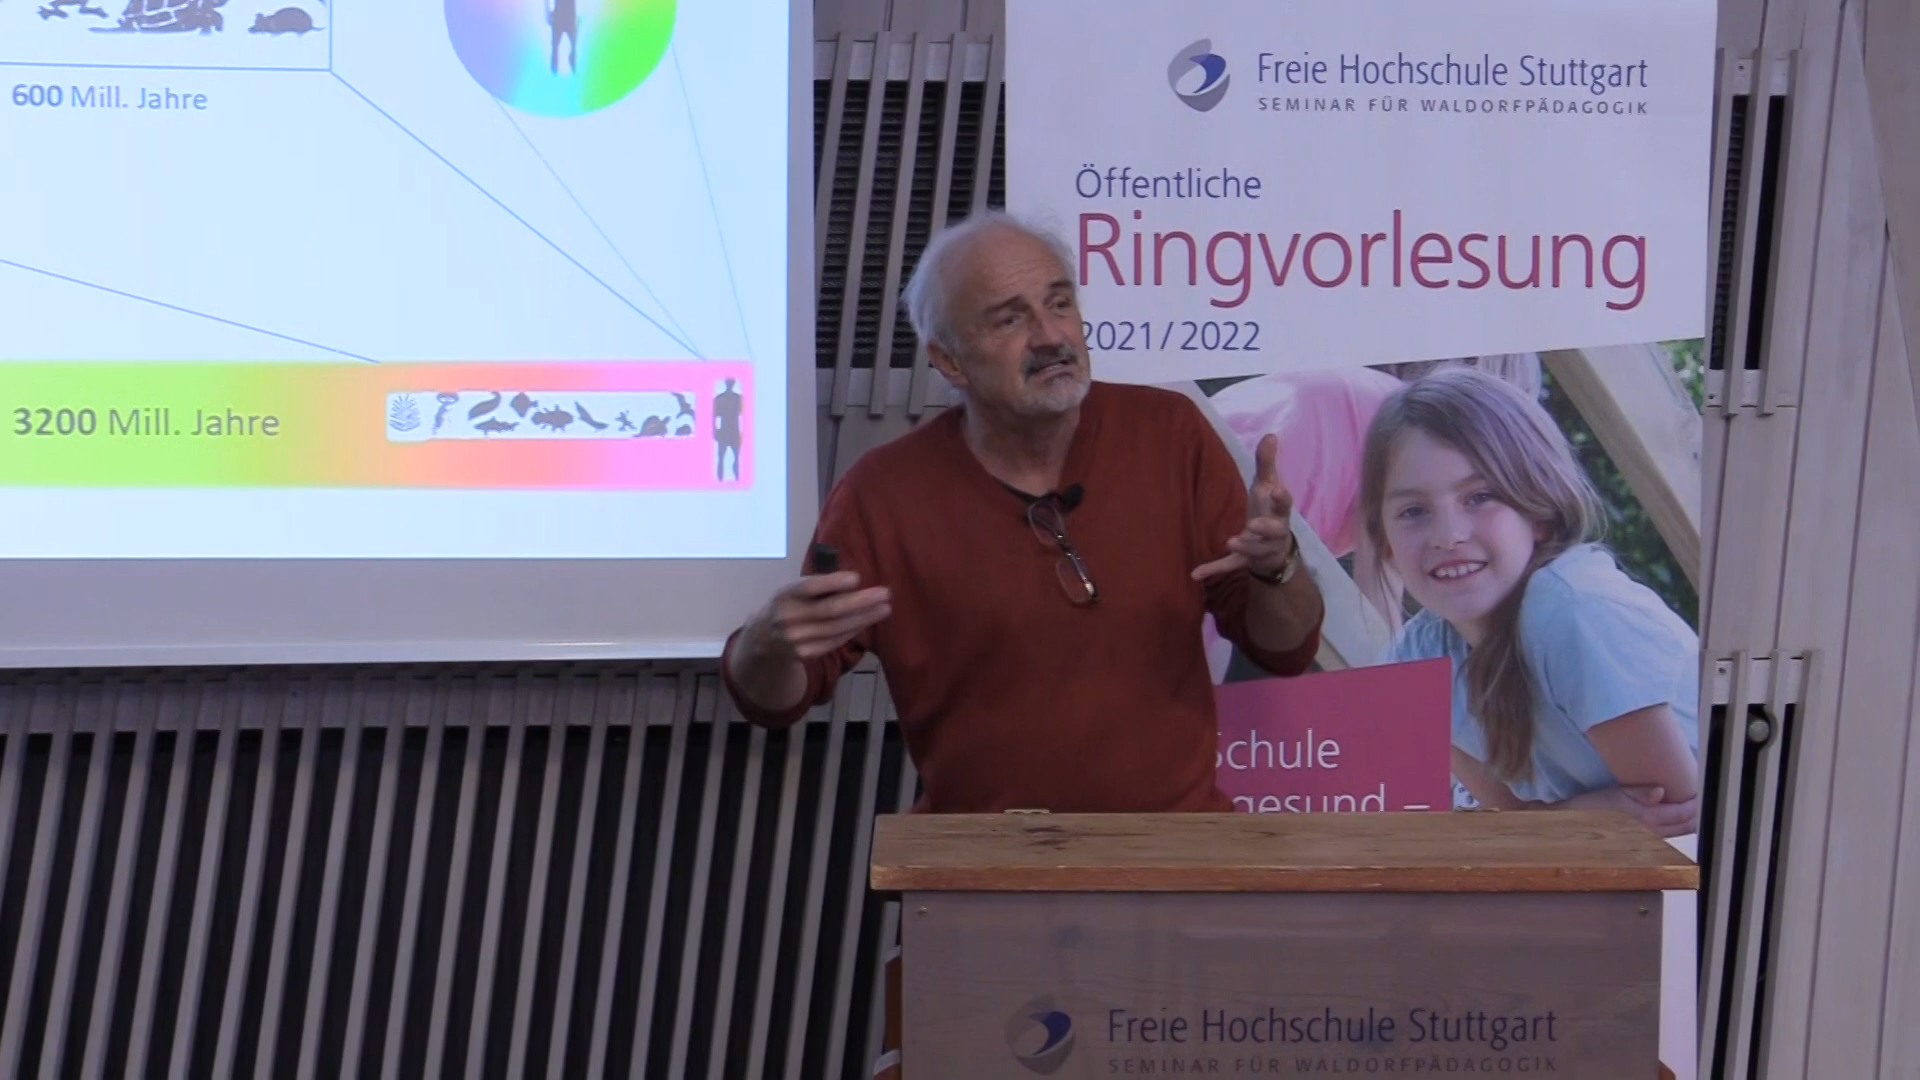 600 Mill. Jahre
3200 Mill. Jahre
Freie Hochschule Stuttgart
SEMINAR FÜR WALDORFPÄDAGOGIK
Öffentliche
Ringvorlesung
2021/2022
Schule
gesund –
Freie Hochschule Stuttgart
SEMINAR FÜR WALDORFPÄDAGOGIK